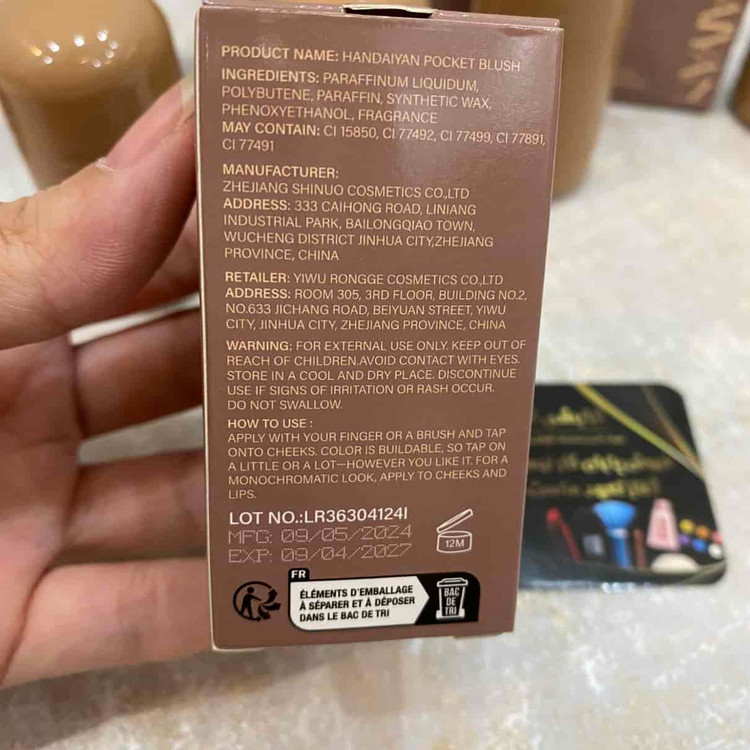 PRODUCT NAME: HANDAIYAN POCKET BLUSH
INGREDIENTS: PARAFFINUM LIQUIDUM,
POLYBUTENE, PARAFFIN, SYNTHETIC WAX,
PHENOXYETHANOL, FRAGRANCE
MAY CONTAIN: CI 15850, CI 77492, CI 77499, CI 77891,
CI 77491
MANUFACTURER:
ZHEJIANG SHINUO COSMETICS CO.,LTD
ADDRESS: 333 CAIHONG ROAD, LINIANG
INDUSTRIAL PARK, BAILONGQIAO TOWN,
WUCHENG DISTRICT JINHUA CITY,ZHEJIANG
PROVINCE, CHINA
RETAILER: YIWU RONGGE COSMETICS CO.,LTD
ADDRESS: ROOM 305, 3RD FLOOR, BUILDING NO.2,
NO.633 JICHANG ROAD, BEIYUAN STREET, YIWU
CITY, JINHUA CITY, ZHEJIANG PROVINCE, CHINA
WARNING: FOR EXTERNAL USE ONLY. KEEP OUT OF
REACH OF CHILDREN.AVOID CONTACT WITH EYES.
STORE IN A COOL AND DRY PLACE. DISCONTINUE
USE IF SIGNS OF IRRITATION OR RASH OCCUR.
DO NOT SWALLOW.
HOW TO USE :
APPLY WITH YOUR FINGER OR A BRUSH AND TAP
ONTO CHEEKS. COLOR IS BUILDABLE, SO TAP ON
A LITTLE OR A LOT—HOWEVER YOU LIKE IT. FOR A
MONOCHROMATIC LOOK, APPLY TO CHEEKS AND
LIPS.
LOT NO.:LR36304124I
MFG: 09/05/2024
EXP: 09/04/2027
12M
FR
ÉLÉMENTS D'EMBALLAGE
À SÉPARER ET À DÉPOSER
DANS LE BAC DE TRI
BAC
DE
TRI